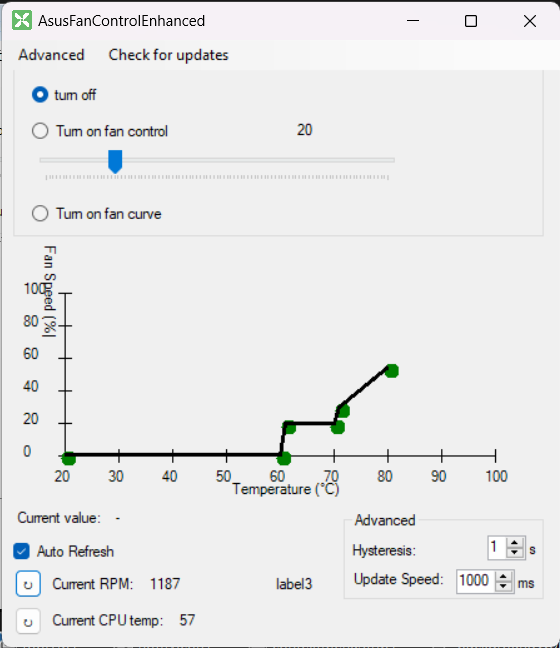 AsusFanControlEnhanced
Advanced Check for updates
turn off
Turn on fan control 20
Turn on fan curve
Fan Speed (%)
100
80
60
40
20
0
20 30 40 50 60 70 80 90 100
Temperature (°C)
Current value: -
Advanced
Auto Refresh
Hysteresis: 1 s
Current RPM: 1187 label3
Update Speed: 1000 ms
Current CPU temp: 57